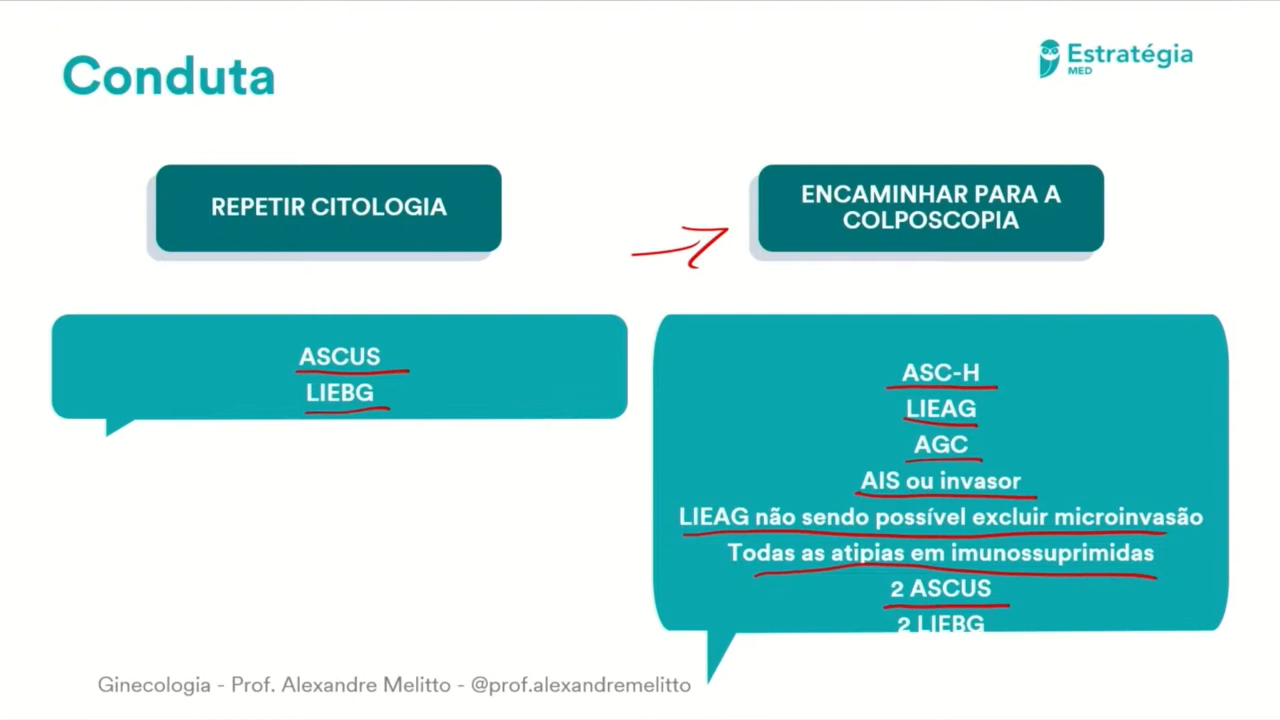 Conduta
Estratégia
MED
REPETIR CITOLOGIA
ENCAMINHAR PARA A
COLPOSCOPIA
ASCUS
LIEBG
ASC-H
LIEAG
AGC
AIS ou invasor
LIEAG não sendo possível excluir microinvasão
Todas as atipias em imunossuprimidas
2 ASCUS
2 LIEBG
Ginecologia - Prof. Alexandre Melitto - @prof.alexandremelitto